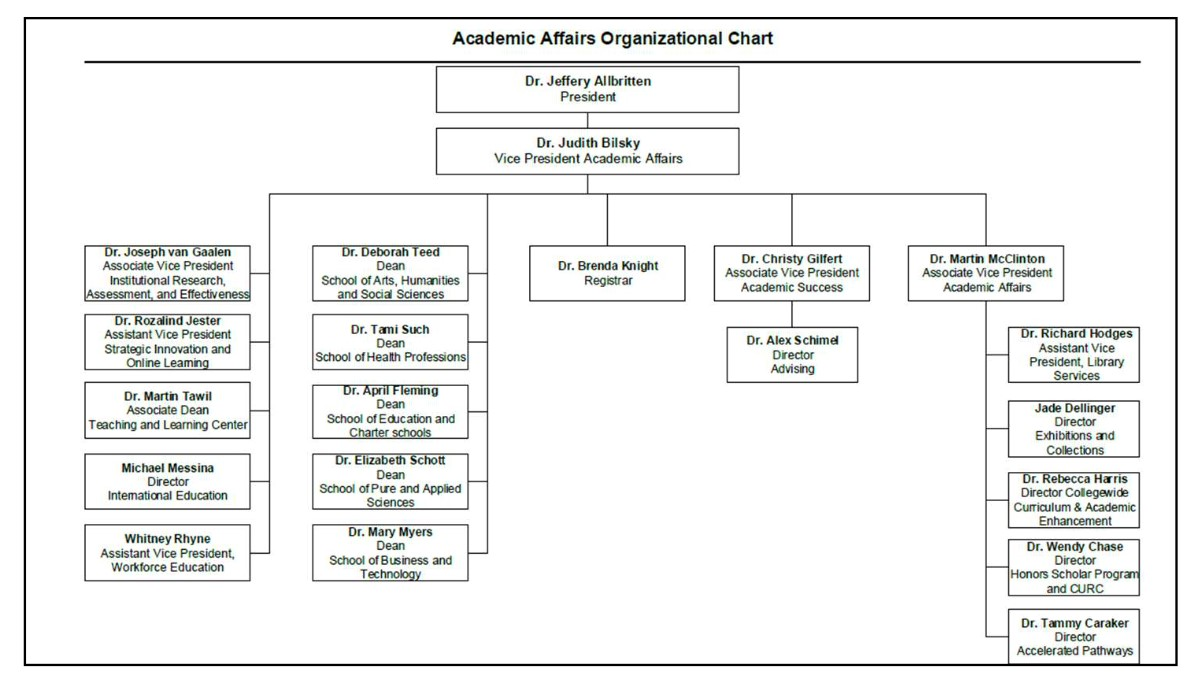 Academic Affairs Organizational Chart
Dr. Jeffery Allbritten
President
Dr. Judith Bilsky
Vice President Academic Affairs
Dr. Joseph van Gaalen
Associate Vice President
Institutional Research,
Assessment, and Effectiveness
Dr. Rozalind Jester
Assistant Vice President
Strategic Innovation and
Online Learning
Dr. Martin Tawil
Associate Dean
Teaching and Learning Center
Michael Messina
Director
International Education
Whitney Rhyne
Assistant Vice President,
Workforce Education
Dr. Deborah Teed
Dean
School of Arts, Humanities
and Social Sciences
Dr. Tami Such
Dean
School of Health Professions
Dr. April Fleming
Dean
School of Education and
Charter schools
Dr. Elizabeth Schott
Dean
School of Pure and Applied
Sciences
Dr. Mary Myers
Dean
School of Business and
Technology
Dr. Brenda Knight
Registrar
Dr. Christy Gilfert
Associate Vice President
Academic Success
Dr. Alex Schimel
Director
Advising
Dr. Martin McClinton
Associate Vice President
Academic Affairs
Dr. Richard Hodges
Assistant Vice
President, Library
Services
Jade Dellinger
Director
Exhibitions and
Collections
Dr. Rebecca Harris
Director Collegewide
Curriculum & Academic
Enhancement
Dr. Wendy Chase
Director
Honors Scholar Program
and CURC
Dr. Tammy Caraker
Director
Accelerated Pathways